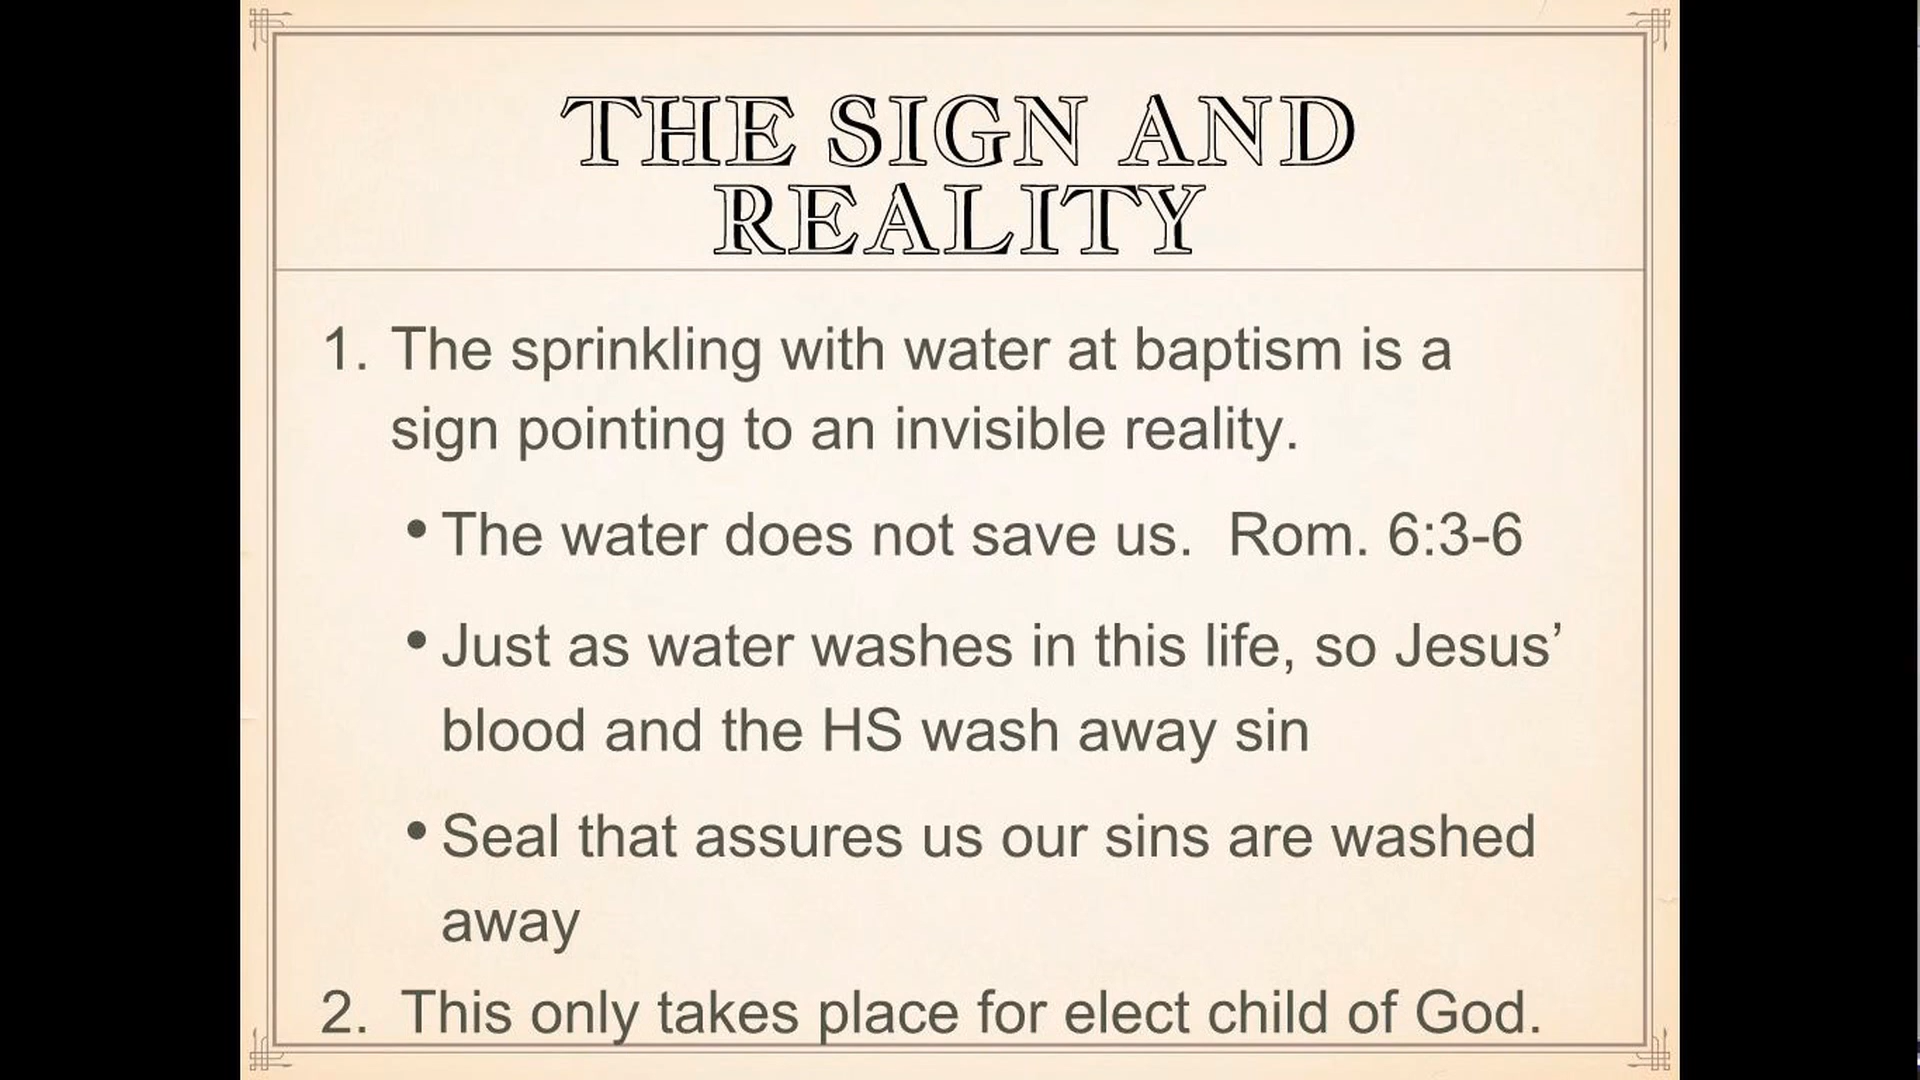 THE SIGN AND
REALITY
1. The sprinkling with water at baptism is a
sign pointing to an invisible reality.
• The water does not save us.  Rom. 6:3-6
• Just as water washes in this life, so Jesus’
blood and the HS wash away sin
• Seal that assures us our sins are washed
away
2. This only takes place for elect child of God.